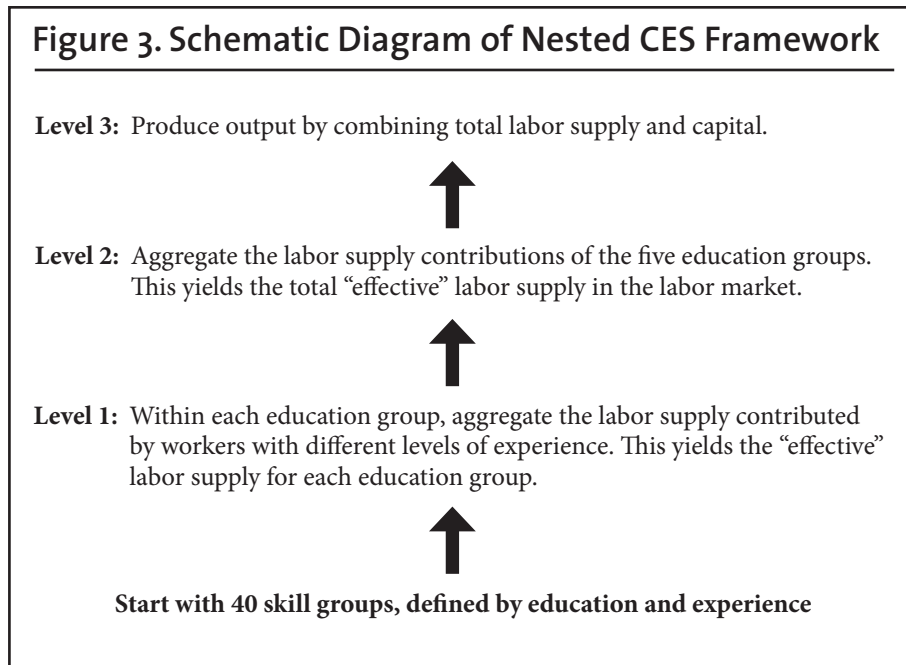 Figure 3. Schematic Diagram of Nested CES Framework
Level 3: Produce output by combining total labor supply and capital.
Level 2: Aggregate the labor supply contributions of the five education groups.
This yields the total “effective” labor supply in the labor market.
Level 1: Within each education group, aggregate the labor supply contributed
by workers with different levels of experience. This yields the “effective”
labor supply for each education group.
Start with 40 skill groups, defined by education and experience